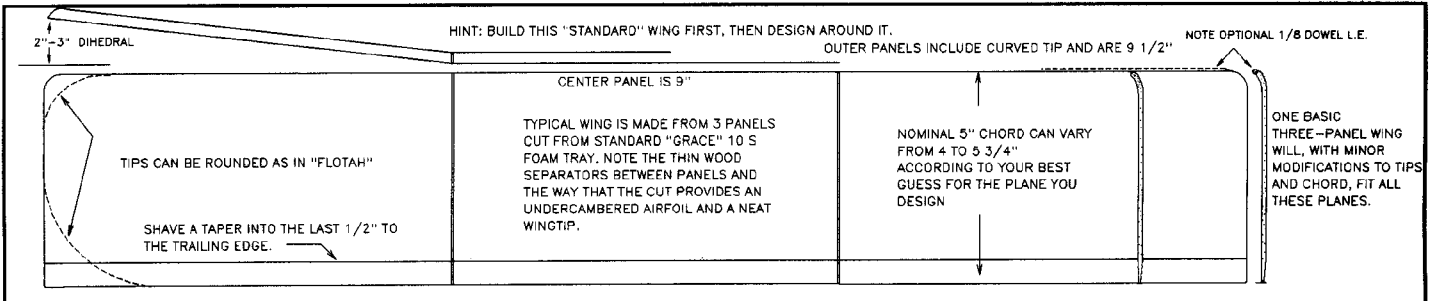 HINT: BUILD THIS "STANDARD" WING FIRST, THEN DESIGN AROUND IT.
2"-3" DIHEDRAL
OUTER PANELS INCLUDE CURVED TIP AND ARE 9 1/2"
NOTE OPTIONAL 1/8 DOWEL L.E.
CENTER PANEL IS 9"
TIPS CAN BE ROUNDED AS IN "FLOTAH"
SHAVE A TAPER INTO THE LAST 1/2" TO
THE TRAILING EDGE.
TYPICAL WING IS MADE FROM 3 PANELS
CUT FROM STANDARD "GRACE" 10 S
FOAM TRAY. NOTE THE THIN WOOD
SEPARATORS BETWEEN PANELS AND
THE WAY THAT THE CUT PROVIDES AN
UNDERCAMBERED AIRFOIL AND A NEAT
WINGTIP.
NOMINAL 5" CHORD CAN VARY
FROM 4 TO 5 3/4"
ACCORDING TO YOUR BEST
GUESS FOR THE PLANE YOU
DESIGN
ONE BASIC
THREE-PANEL WING
WILL, WITH MINOR
MODIFICATIONS TO TIPS
AND CHORD, FIT ALL
THESE PLANES.